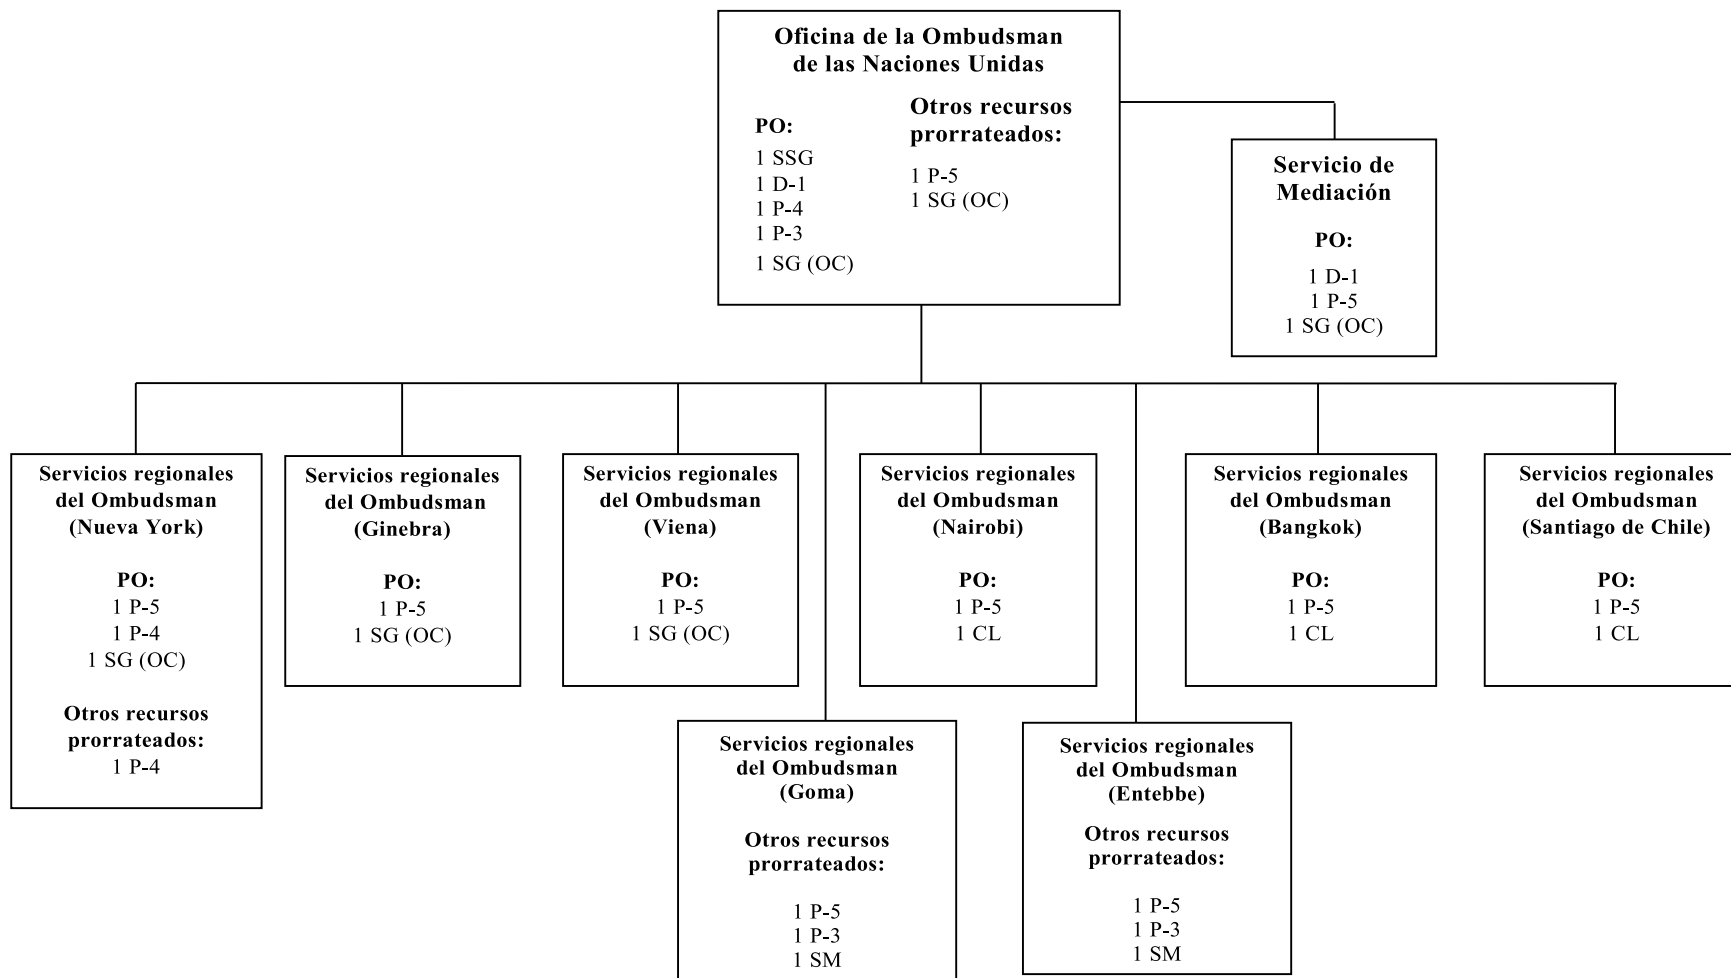 Oficina de la Ombudsman
de las Naciones Unidas
PO:
1 SSG
1 D-1
1 P-4
1 P-3
1 SG (OC)
Otros recursos
prorrateados:
1 P-5
1 SG (OC)
Servicio de
Mediación
PO:
1 D-1
1 P-5
1 SG (OC)
Servicios regionales
del Ombudsman
(Nueva York)
PO:
1 P-5
1 P-4
1 SG (OC)
Otros recursos
prorrateados:
1 P-4
Servicios regionales
del Ombudsman
(Ginebra)
PO:
1 P-5
1 SG (OC)
Servicios regionales
del Ombudsman
(Viena)
PO:
1 P-5
1 SG (OC)
Servicios regionales
del Ombudsman
(Nairobi)
PO:
1 P-5
1 CL
Servicios regionales
del Ombudsman
(Bangkok)
PO:
1 P-5
1 CL
Servicios regionales
del Ombudsman
(Santiago de Chile)
PO:
1 P-5
1 CL
Servicios regionales
del Ombudsman
(Goma)
Otros recursos
prorrateados:
1 P-5
1 P-3
1 SM
Servicios regionales
del Ombudsman
(Entebbe)
Otros recursos
prorrateados:
1 P-5
1 P-3
1 SM